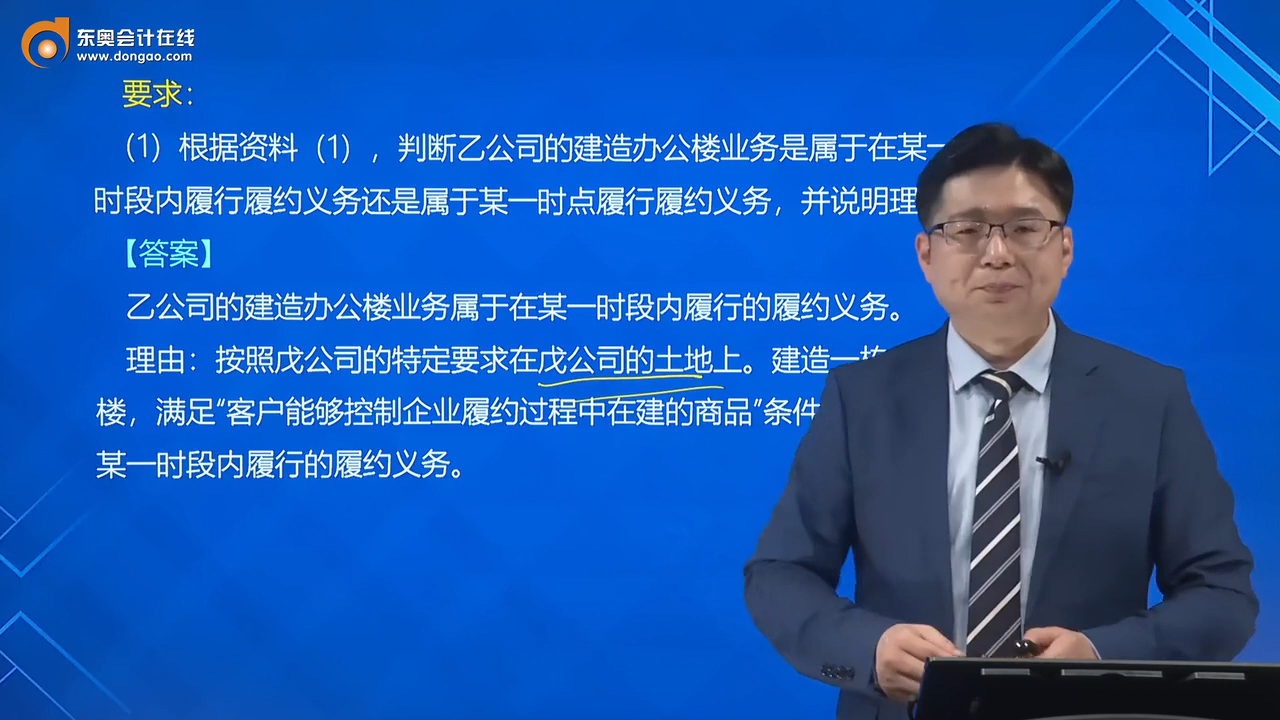 东奥会计在线
www.dongao.com
要求：
（1）根据资料（1），判断乙公司的建造办公楼业务是属于在某一
时段内履行履约义务还是属于某一时点履行履约义务，并说明理
【答案】
乙公司的建造办公楼业务属于在某一时段内履行的履约义务。
理由：按照戊公司的特定要求在戊公司的土地上。建造一栋
楼，满足“客户能够控制企业履约过程中在建的商品”条件
某一时段内履行的履约义务。